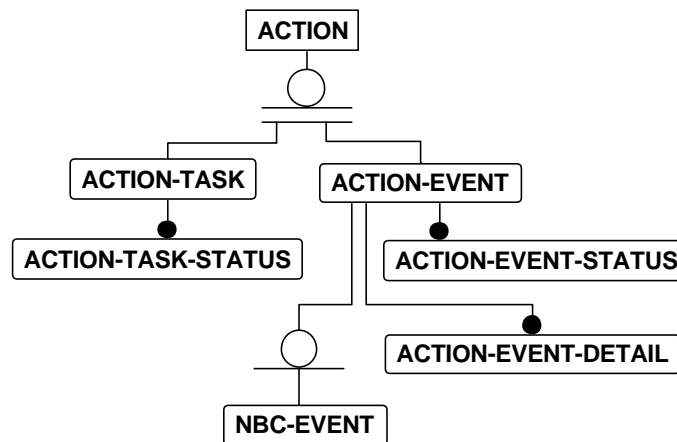 ACTION
ACTION-TASK
ACTION-EVENT
ACTION-TASK-STATUS
ACTION-EVENT-STATUS
ACTION-EVENT-DETAIL
NBC-EVENT